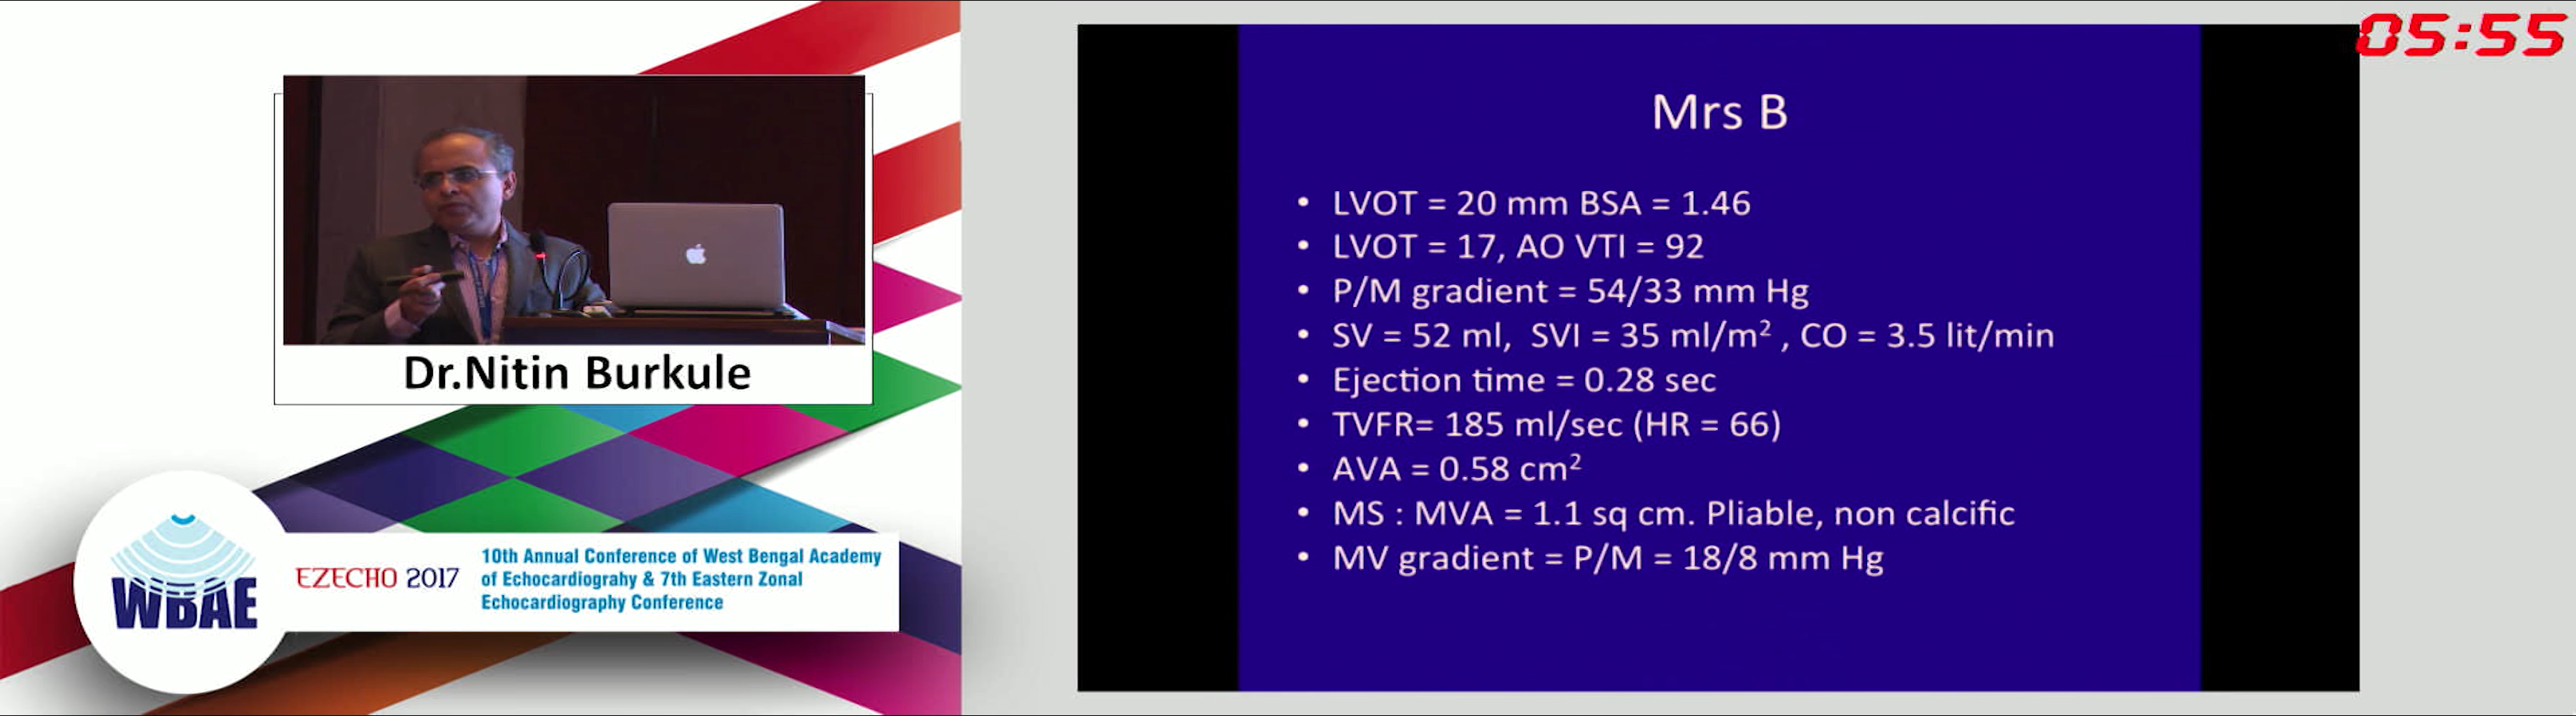 Dr.Nitin Burkule
WBAE
EZECHO 2017
10th Annual Conference of West Bengal Academy
of Echocardiograhy & 7th Eastern Zonal
Echocardiography Conference
05:55
Mrs B
• LVOT = 20 mm BSA = 1.46
• LVOT = 17, AO VTI = 92
• P/M gradient = 54/33 mm Hg
• SV = 52 ml, SVI = 35 ml/m² , CO = 3.5 lit/min
• Ejection time = 0.28 sec
• TVFR= 185 ml/sec (HR = 66)
• AVA = 0.58 cm²
• MS : MVA = 1.1 sq cm. Pliable, non calcific
• MV gradient = P/M = 18/8 mm Hg